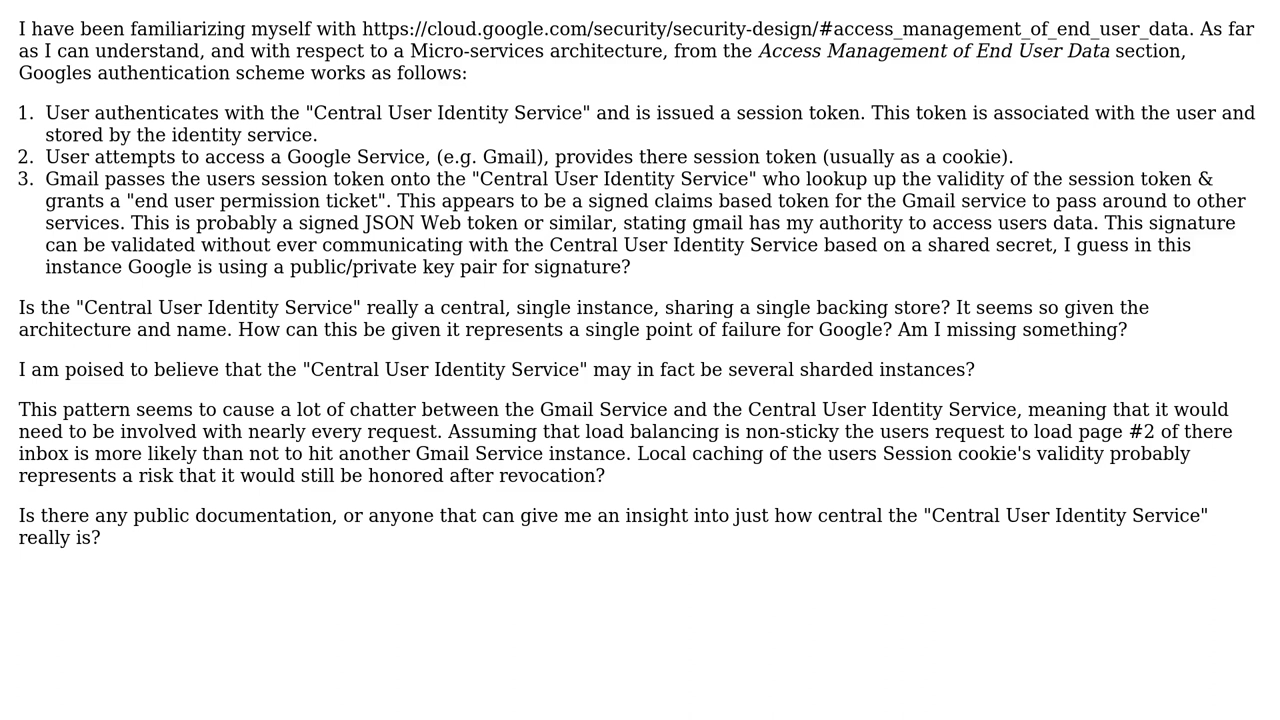 I have been familiarizing myself with https://cloud.google.com/security/security-design/#access_management_of_end_user_data. As far
as I can understand, and with respect to a Micro-services architecture, from the Access Management of End User Data section,
Googles authentication scheme works as follows:
1. User authenticates with the "Central User Identity Service" and is issued a session token. This token is associated with the user and
stored by the identity service.
2. User attempts to access a Google Service, (e.g. Gmail), provides there session token (usually as a cookie).
3. Gmail passes the users session token onto the "Central User Identity Service" who lookup up the validity of the session token &
grants a "end user permission ticket". This appears to be a signed claims based token for the Gmail service to pass around to other
services. This is probably a signed JSON Web token or similar, stating gmail has my authority to access users data. This signature
can be validated without ever communicating with the Central User Identity Service based on a shared secret, I guess in this
instance Google is using a public/private key pair for signature?
Is the "Central User Identity Service" really a central, single instance, sharing a single backing store? It seems so given the
architecture and name. How can this be given it represents a single point of failure for Google? Am I missing something?
I am poised to believe that the "Central User Identity Service" may in fact be several sharded instances?
This pattern seems to cause a lot of chatter between the Gmail Service and the Central User Identity Service, meaning that it would
need to be involved with nearly every request. Assuming that load balancing is non-sticky the users request to load page #2 of there
inbox is more likely than not to hit another Gmail Service instance. Local caching of the users Session cookie's validity probably
represents a risk that it would still be honored after revocation?
Is there any public documentation, or anyone that can give me an insight into just how central the "Central User Identity Service"
really is?